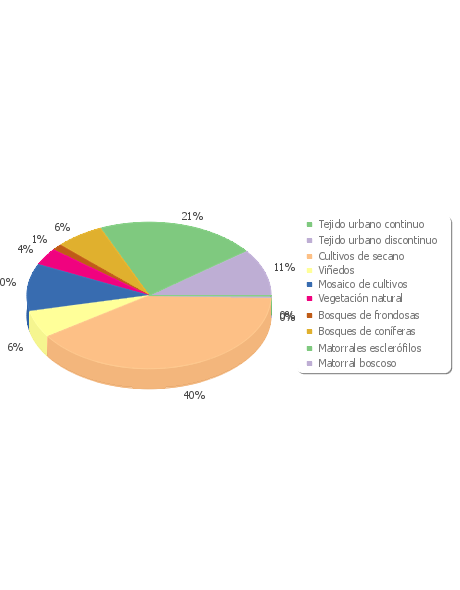 21%
6%
1%
4%
0%
6%
40%
11%
0%
0%
Tejido urbano continuo
Tejido urbano discontinuo
Cultivos de secano
Viñedos
Mosaico de cultivos
Vegetación natural
Bosques de frondosas
Bosques de coníferas
Matorrales esclerófilos
Matorral boscoso